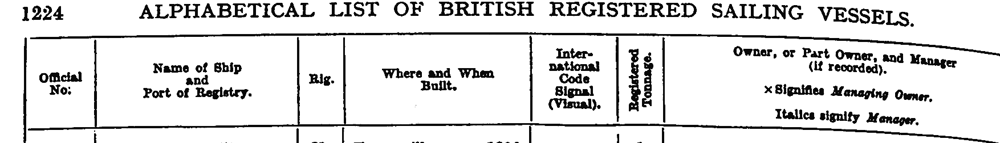 1224 ALPHABETICAL LIST OF BRITISH REGISTERED SAILING VESSELS.
Official
No:
Name of Ship
and
Port of Registry.
Rig.
Where and When
Built.
Inter-
national
Code
Signal
(Visual).
Registered
Tonnage.
Owner, or Part Owner, and Manager
(if recorded).
× Signifies Managing Owner.
Italics signify Manager.